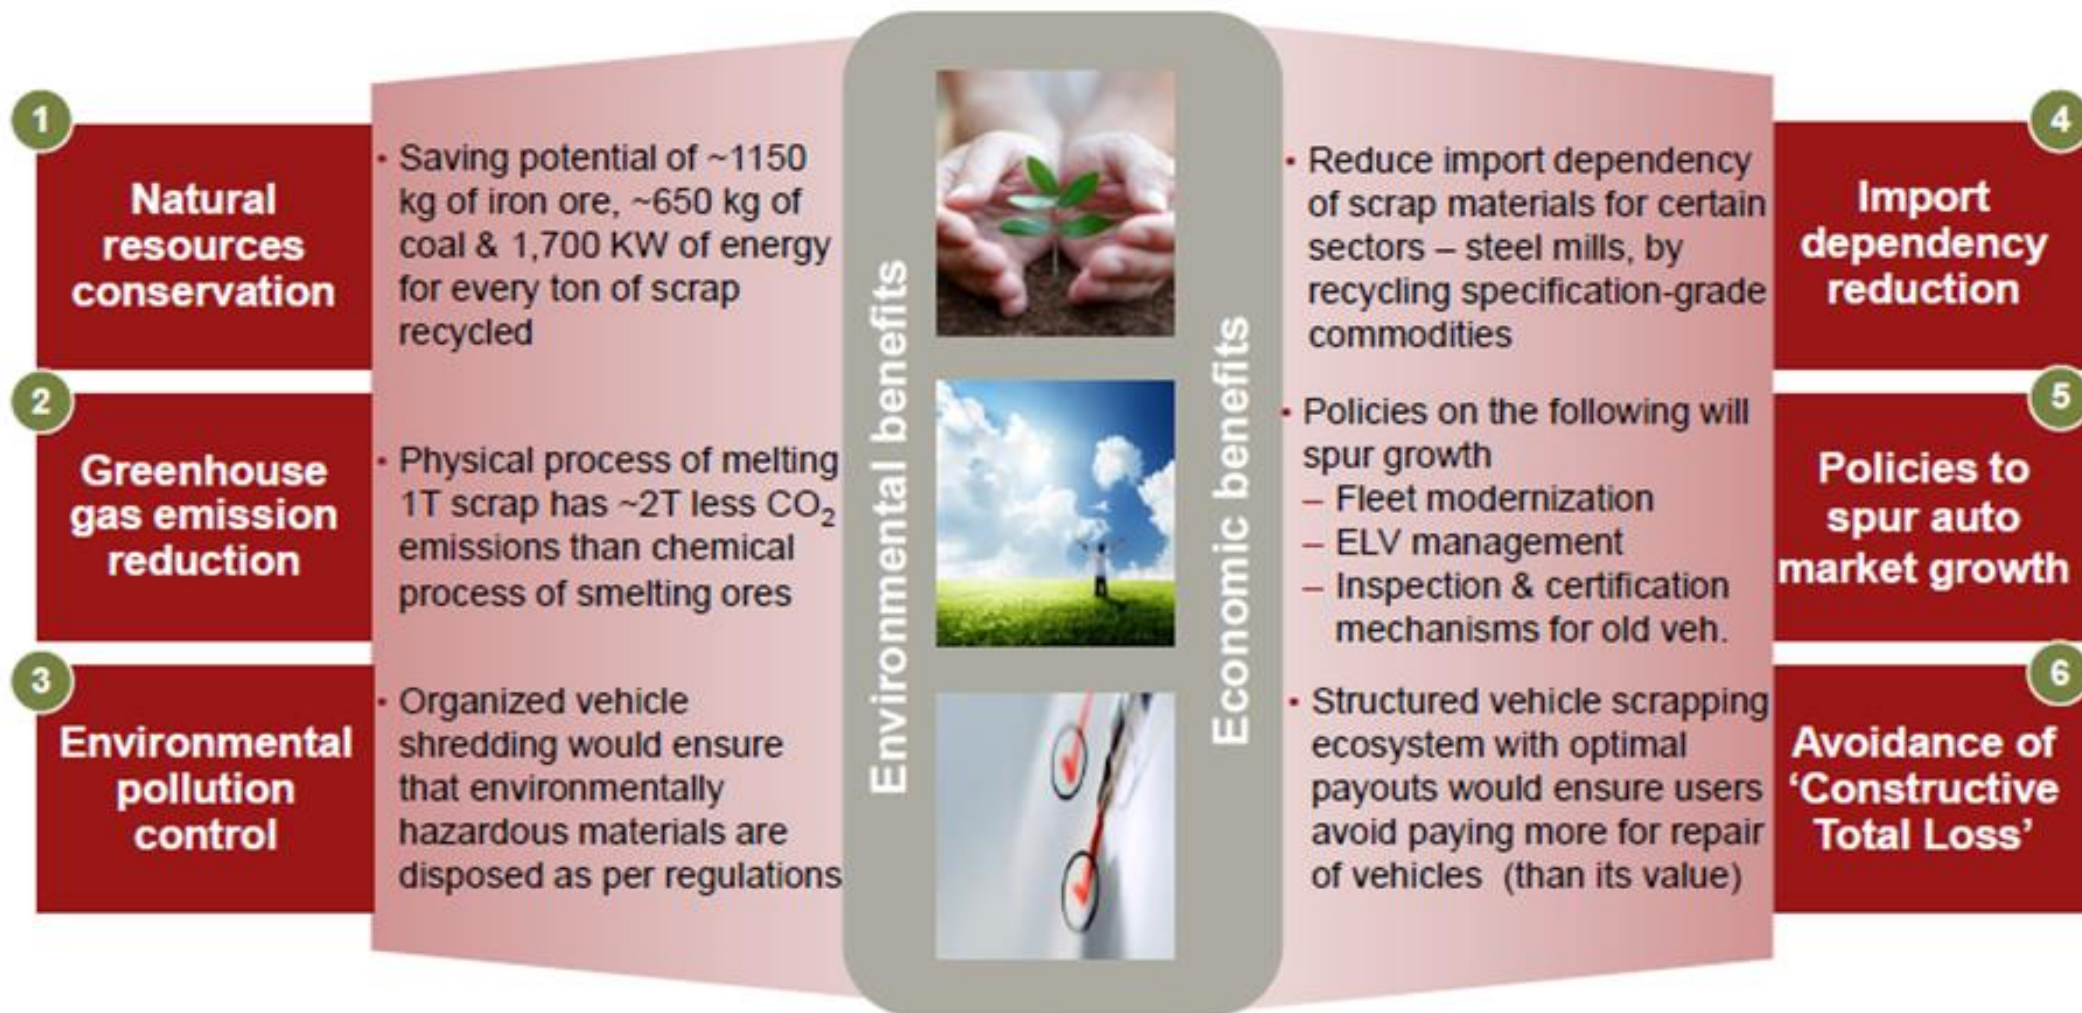 1
Natural
resources
conservation
• Saving potential of ~1150
kg of iron ore, ~650 kg of
coal & 1,700 KW of energy
for every ton of scrap
recycled
2
Greenhouse
gas emission
reduction
• Physical process of melting
1T scrap has ~2T less CO₂
emissions than chemical
process of smelting ores
3
Environmental
pollution
control
• Organized vehicle
shredding would ensure
that environmentally
hazardous materials are
disposed as per regulations
Environmental benefits
Economic benefits
• Reduce import dependency
of scrap materials for certain
sectors – steel mills, by
recycling specification-grade
commodities
4
Import
dependency
reduction
• Policies on the following will
spur growth
– Fleet modernization
– ELV management
– Inspection & certification
mechanisms for old veh.
5
Policies to
spur auto
market growth
• Structured vehicle scrapping
ecosystem with optimal
payouts would ensure users
avoid paying more for repair
of vehicles (than its value)
6
Avoidance of
‘Constructive
Total Loss’